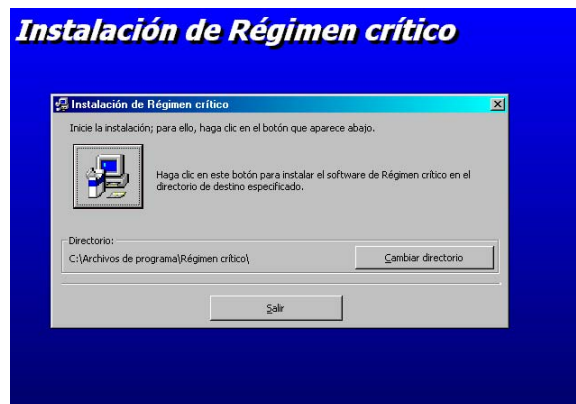 Instalación de Régimen crítico
Instalación de Régimen crítico
Inicie la instalación; para ello, haga clic en el botón que aparece abajo.
Haga clic en este botón para instalar el software de Régimen crítico en el
directorio de destino especificado.
Directorio:
C:\Archivos de programa\Régimen crítico\
Cambiar directorio
Salir